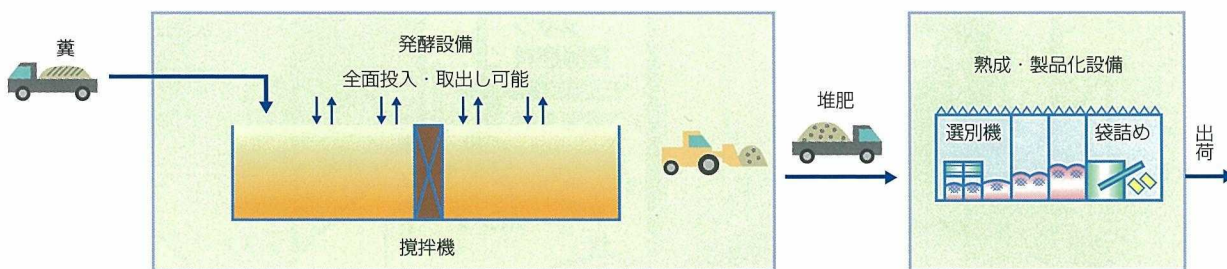 糞
発酵設備
全面投入・取出し可能
撹拌機
堆肥
熟成・製品化設備
選別機
袋詰め
出荷